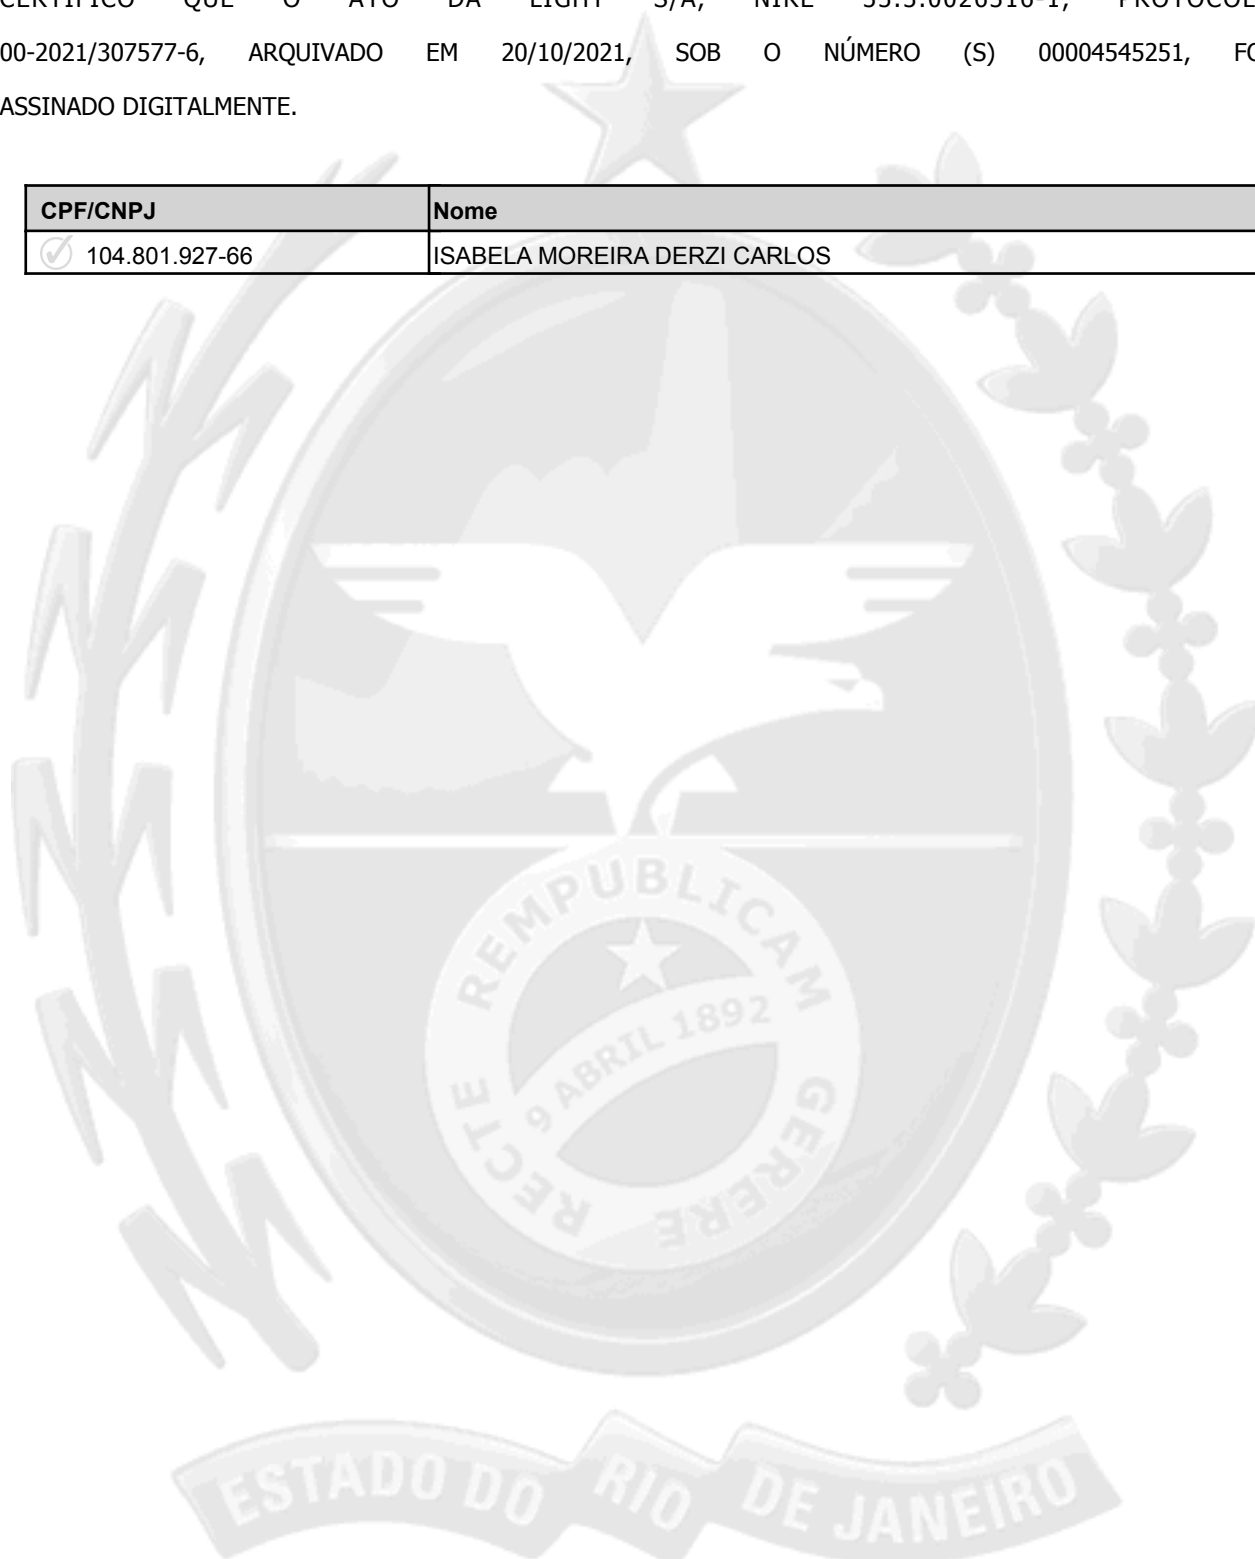 CERTIFICO QUE O ATO DA LIGHT S/A, NIRE 33.3.0026316-1, PROTOCOL
00-2021/307577-6, ARQUIVADO EM 20/10/2021, SOB O NÚMERO (S) 00004545251, FO
ASSINADO DIGITALMENTE.
CPF/CNPJ Nome
104.801.927-66 ISABELA MOREIRA DERZI CARLOS
RECTE REMPUBLICAM GERERE
9 ABRIL 1892
ESTADO DO RIO DE JANEIRO